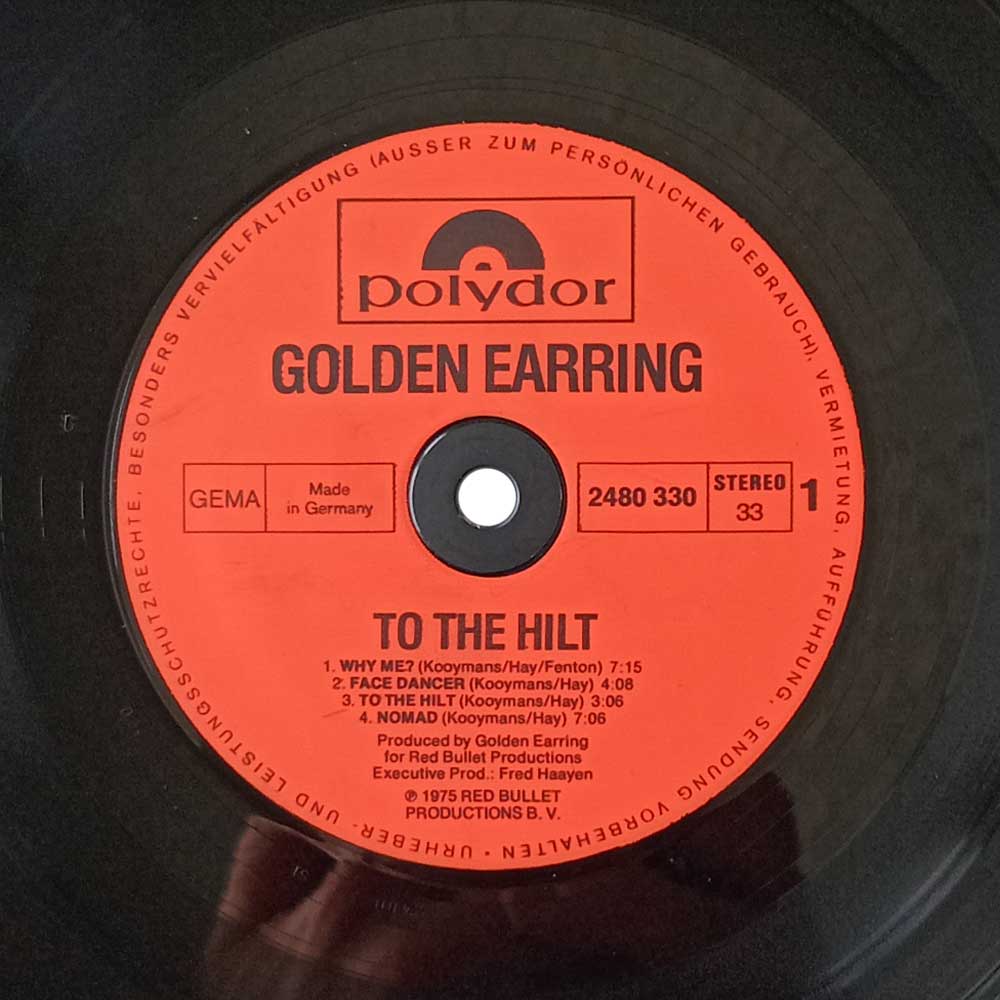 URHEBER- UND LEISTUNGSSCHUTZRECHTE, BESONDERS VERVIELFÄLTIGUNG (AUSSER ZUM PERSÖNLICHEN GEBRAUCH), VERMIETUNG, AUFFÜHRUNG, SENDUNG VORBEHALTEN ·
polydor
GOLDEN EARRING
GEMA
Made
in Germany
2480 330
STEREO
33
1
TO THE HILT
1. WHY ME? (Kooymans/Hay/Fenton) 7:15
2. FACE DANCER (Kooymans/Hay) 4:08
3. TO THE HILT (Kooymans/Hay) 3:06
4. NOMAD (Kooymans/Hay) 7:06
Produced by Golden Earring
for Red Bullet Productions
Executive Prod.: Fred Haayen
℗ 1975 RED BULLET
PRODUCTIONS B. V.